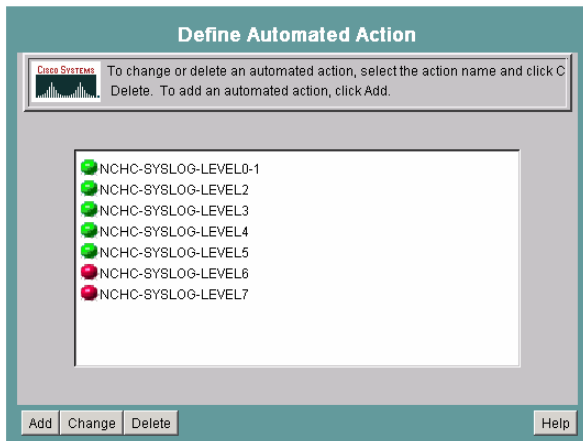 Define Automated Action
CISCO SYSTEMS
To change or delete an automated action, select the action name and click C
Delete. To add an automated action, click Add.
NCHC-SYSLOG-LEVEL0-1
NCHC-SYSLOG-LEVEL2
NCHC-SYSLOG-LEVEL3
NCHC-SYSLOG-LEVEL4
NCHC-SYSLOG-LEVEL5
NCHC-SYSLOG-LEVEL6
NCHC-SYSLOG-LEVEL7
Add Change Delete Help